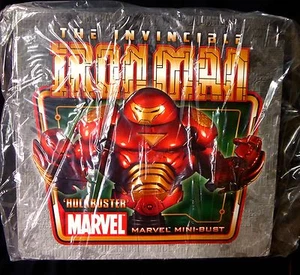 THE INVINCIBLE
IRON MAN
'HULKBUSTER'
MARVEL
MARVEL MINI-BUST